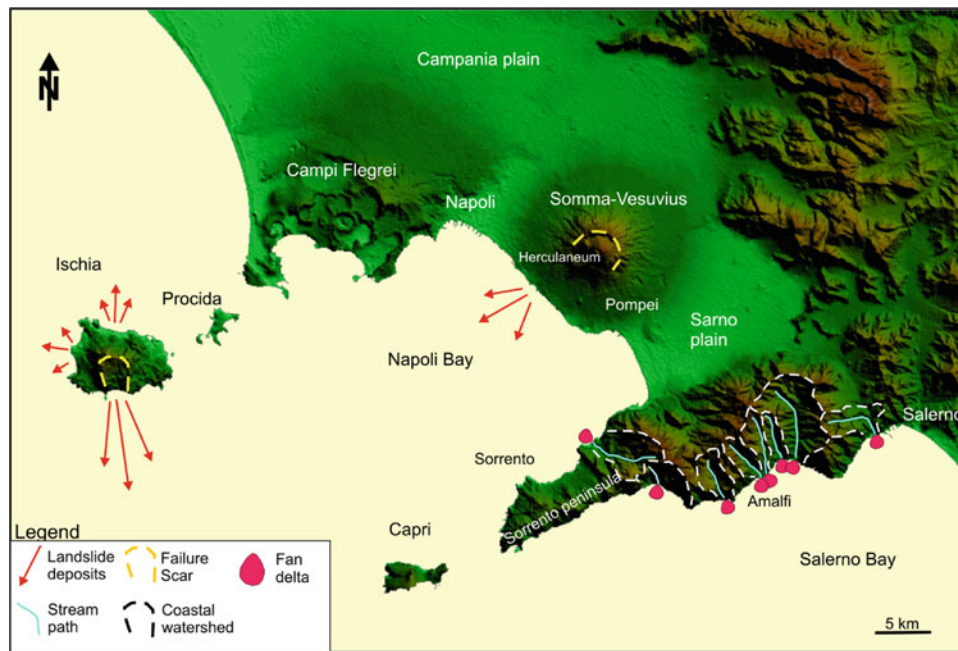 N
Campania plain
Campi Flegrei
Napoli
Somma-Vesuvius
Herculaneum
Ischia
Procida
Pompei
Sarno
plain
Napoli Bay
Salerno
Sorrento
Sorrento peninsula
Amalfi
Capri
Salerno Bay
Legend
Landslide
deposits
Failure
Scar
Fan
delta
Stream
path
Coastal
watershed
5 km